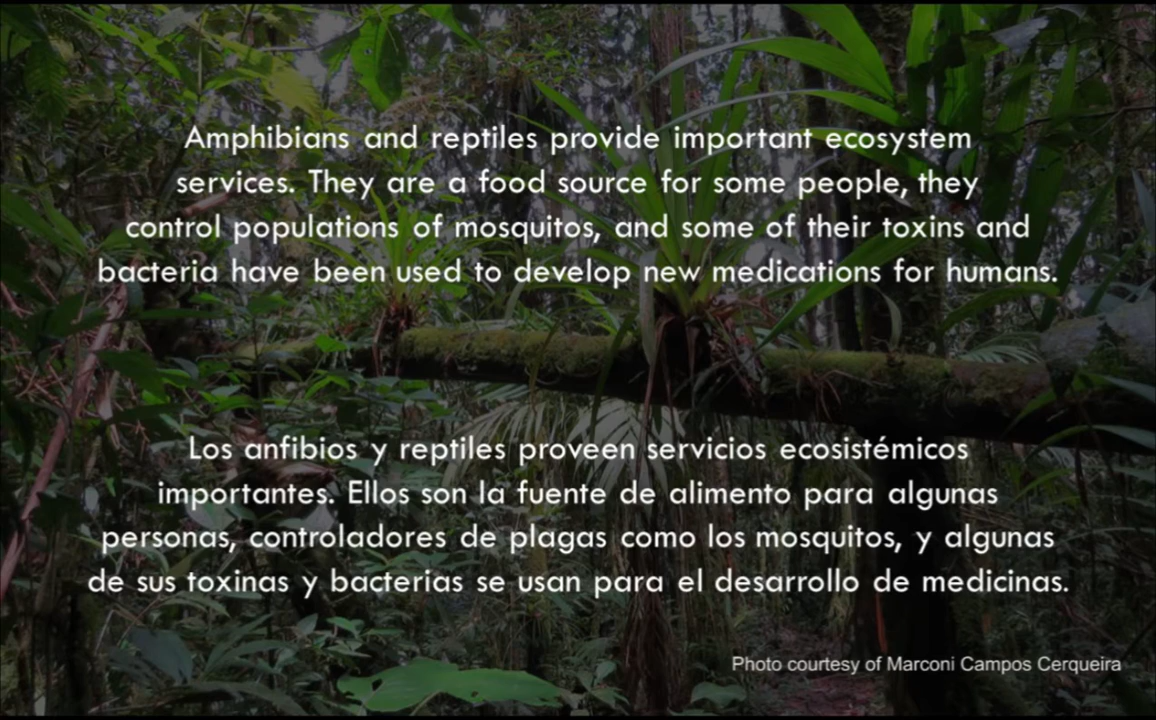 Amphibians and reptiles provide important ecosystem
services. They are a food source for some people, they
control populations of mosquitos, and some of their toxins and
bacteria have been used to develop new medications for humans.
Los anfibios y reptiles proveen servicios ecosistémicos
importantes. Ellos son la fuente de alimento para algunas
personas, controladores de plagas como los mosquitos, y algunas
de sus toxinas y bacterias se usan para el desarrollo de medicinas.
Photo courtesy of Marconi Campos Cerqueira